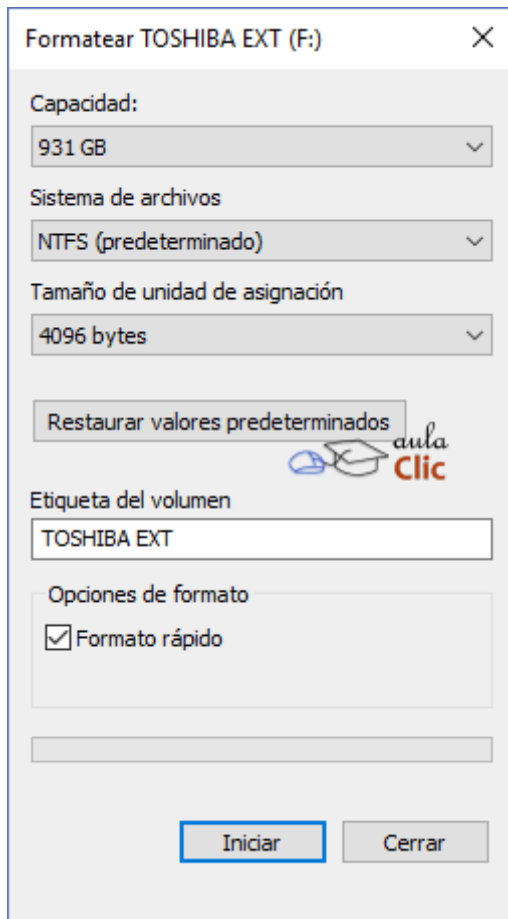 Formatear TOSHIBA EXT (F:)
Capacidad:
931 GB
Sistema de archivos
NTFS (predeterminado)
Tamaño de unidad de asignación
4096 bytes
Restaurar valores predeterminados
aula
Clic
Etiqueta del volumen
TOSHIBA EXT
Opciones de formato
Formato rápido
Iniciar
Cerrar